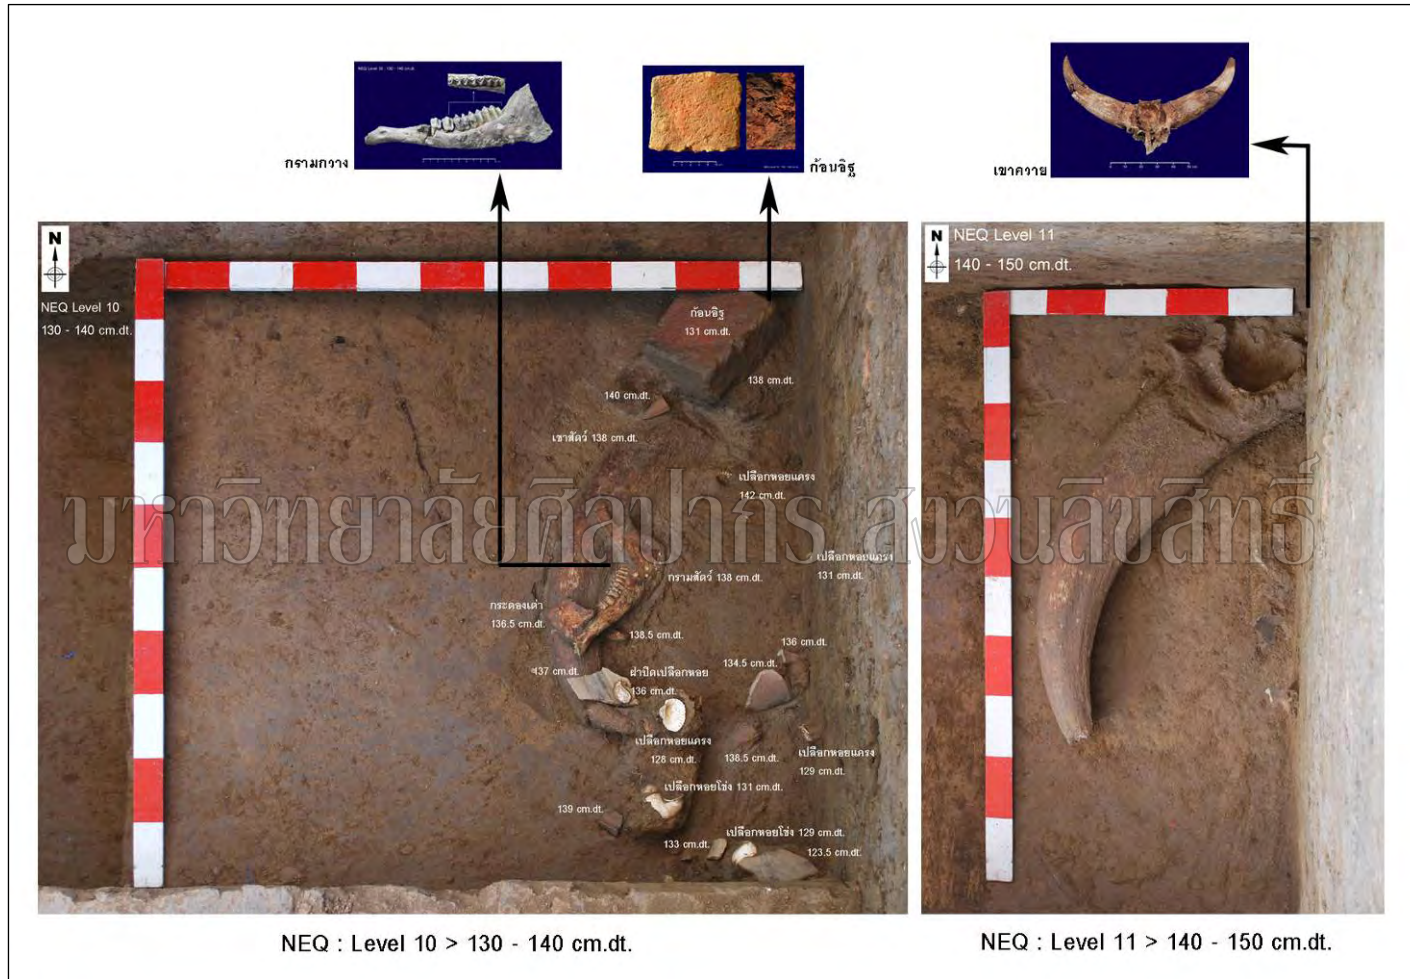 กรามกวาง
ก้อนอิฐ
เขาควาย
N
NEQ Level 10
130 - 140 cm.dt.
ก้อนอิฐ
131 cm.dt.
138 cm.dt.
140 cm.dt.
เขาสัตว์ 138 cm.dt.
เปลือกหอยแครง
142 cm.dt.
เปลือกหอยแครง
131 cm.dt.
กรามสัตว์ 138 cm.dt.
กระดองเต่า
136.5 cm.dt.
138.5 cm.dt.
136 cm.dt.
134.5 cm.dt.
137 cm.dt.
ฝาปิดเปลือกหอย
136 cm.dt.
เปลือกหอยแครง
128 cm.dt.
138.5 cm.dt.
เปลือกหอยแครง
129 cm.dt.
เปลือกหอยโข่ง 131 cm.dt.
139 cm.dt.
เปลือกหอยโข่ง 129 cm.dt.
133 cm.dt.
123.5 cm.dt.
N
NEQ Level 11
140 - 150 cm.dt.
มหาวิทยาลัยศิลปากร สงวนลิขสิทธิ์
NEQ : Level 10 > 130 - 140 cm.dt.
NEQ : Level 11 > 140 - 150 cm.dt.